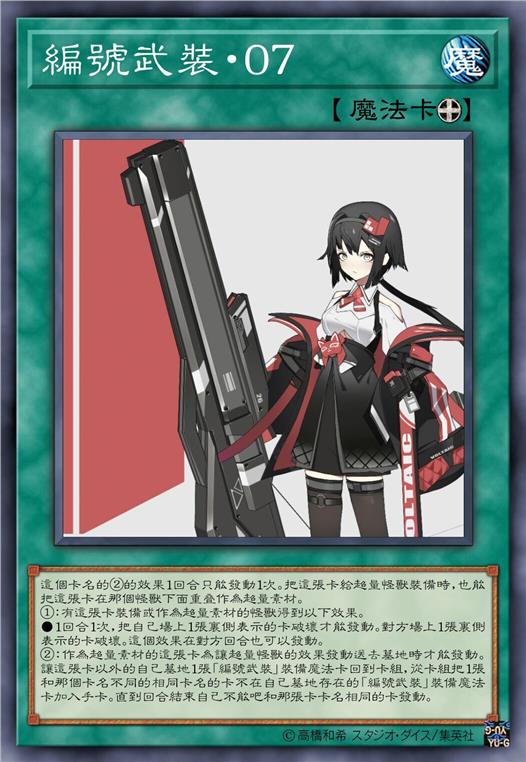 編號武裝・07
魔
【魔法卡】
26
OLTAIC
這個卡名的②的效果1回合只能發動1次。把這張卡給超量怪獸裝備時，也能
把這張卡在那個怪獸下面重疊作為超量素材。
①：有這張卡裝備或作為超量素材的怪獸得到以下效果。
●1回合1次，把自己場上1張裏側表示的卡破壞才能發動。對方場上1張裏側
表示的卡破壞。這個效果在對方回合也可以發動。
②：作為超量素材的這張卡為讓超量怪獸的效果發動送去墓地時才能發動。
讓這張卡以外的自己墓地1張「編號武裝」裝備魔法卡回到卡組，從卡組把1張
和那個卡名不同的相同卡名的卡不在自己墓地存在的「編號武裝」裝備魔法
卡加入手卡。直到回合結束自己不能吧和那張卡卡名相同的卡發動。
©高橋和希 スタジオ・ダイス/集英社
YU-G